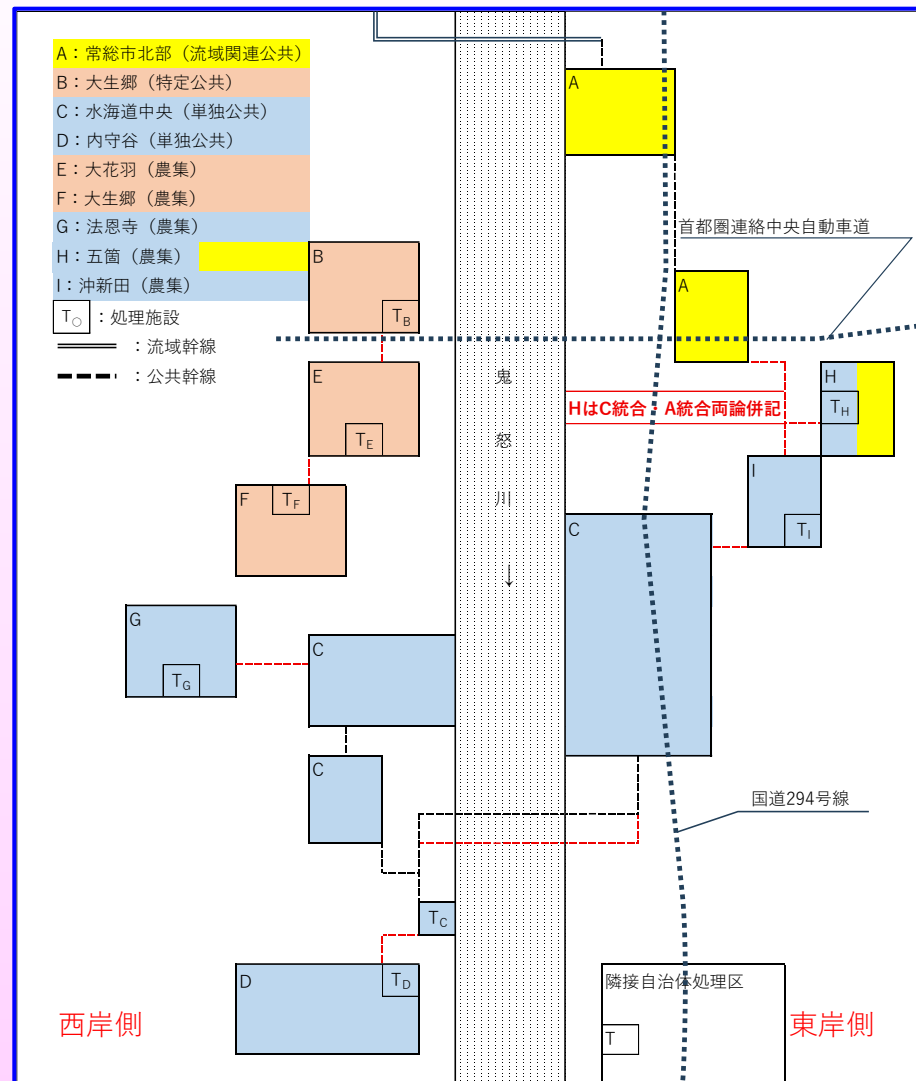 A：常総市北部（流域関連公共）
B：大生郷（特定公共）
C：水海道中央（単独公共）
D：内守谷（単独公共）
E：大花羽（農集）
F：大生郷（農集）
G：法恩寺（農集）
H：五箇（農集）
I：沖新田（農集）
T○：処理施設
：流域幹線
：公共幹線
A
首都圏連絡中央自動車道
B
TB
A
E
TE
鬼怒川
↓
HはC統合・A統合両論併記
H
TH
F
TF
I
TI
C
G
TG
C
C
国道294号線
TC
D
TD
隣接自治体処理区
T
西岸側
東岸側